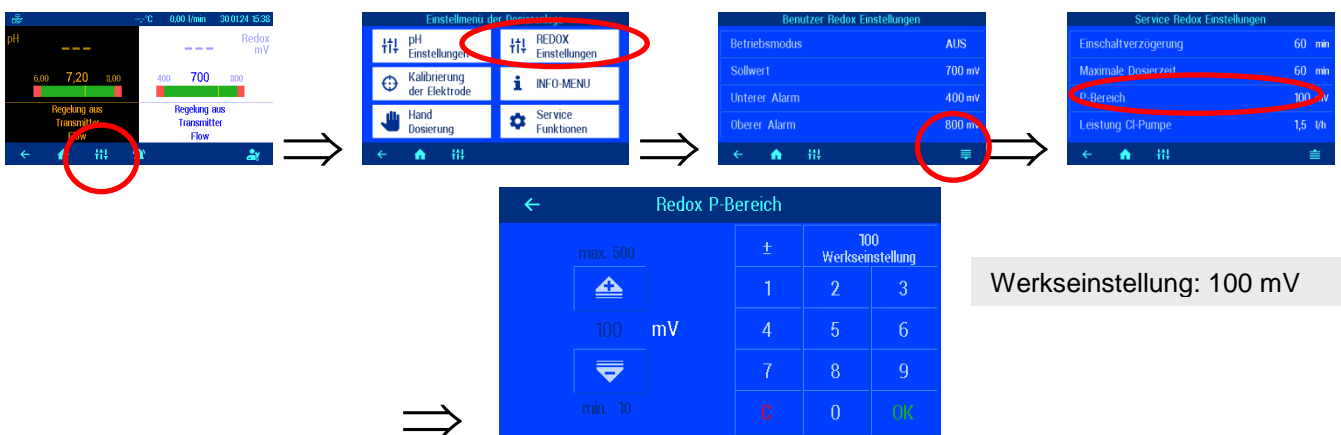 --,-°C 0,00 l/min 30.01.24 15:38
pH
--- ---
Redox
mV
6,00 7,20 8,00
400 700 800
Regelung aus
Transmitter
Flow
Regelung aus
Transmitter
Flow
Einstellmenü der Dosieranlage
pH
Einstellungen
REDOX
Einstellungen
Kalibrierung
der Elektrode
INFO-MENU
Hand
Dosierung
Service
Funktionen
Benutzer Redox Einstellungen
Betriebsmodus AUS
Sollwert 700 mV
Unterer Alarm 400 mV
Oberer Alarm 800 mV
Service Redox Einstellungen
Einschaltverzögerung 60 min
Maximale Dosierzeit 60 min
P-Bereich 100 mV
Leistung Cl-Pumpe 1,5 l/h
Redox P-Bereich
max. 500
100 mV
min. 10
± 100
Werkseinstellung
1 2 3
4 5 6
7 8 9
C 0 OK
Werkseinstellung: 100 mV